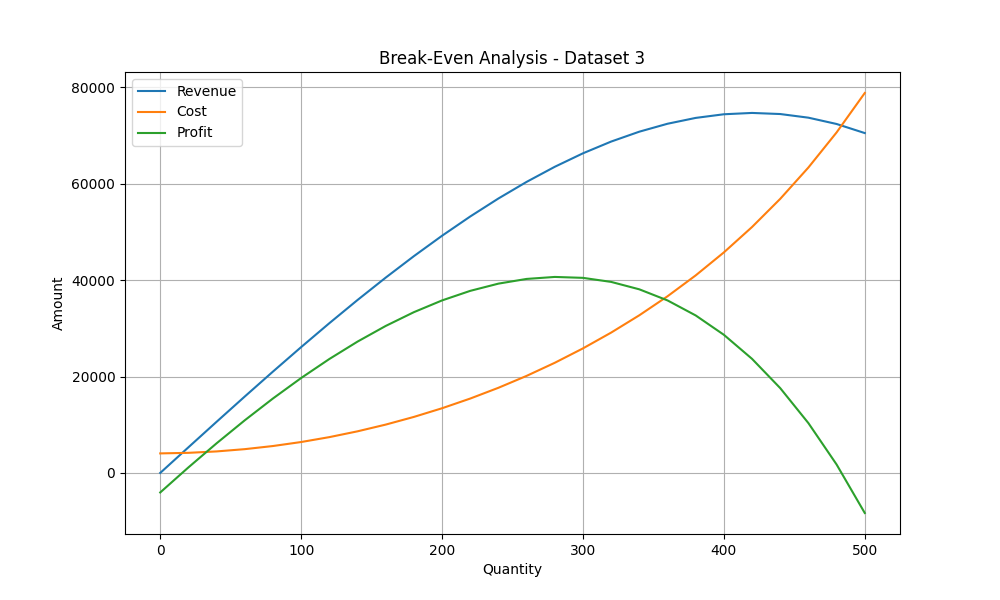 Break-Even Analysis - Dataset 3
Revenue
Cost
Profit
80000
60000
40000
20000
0
Amount
0 100 200 300 400 500
Quantity